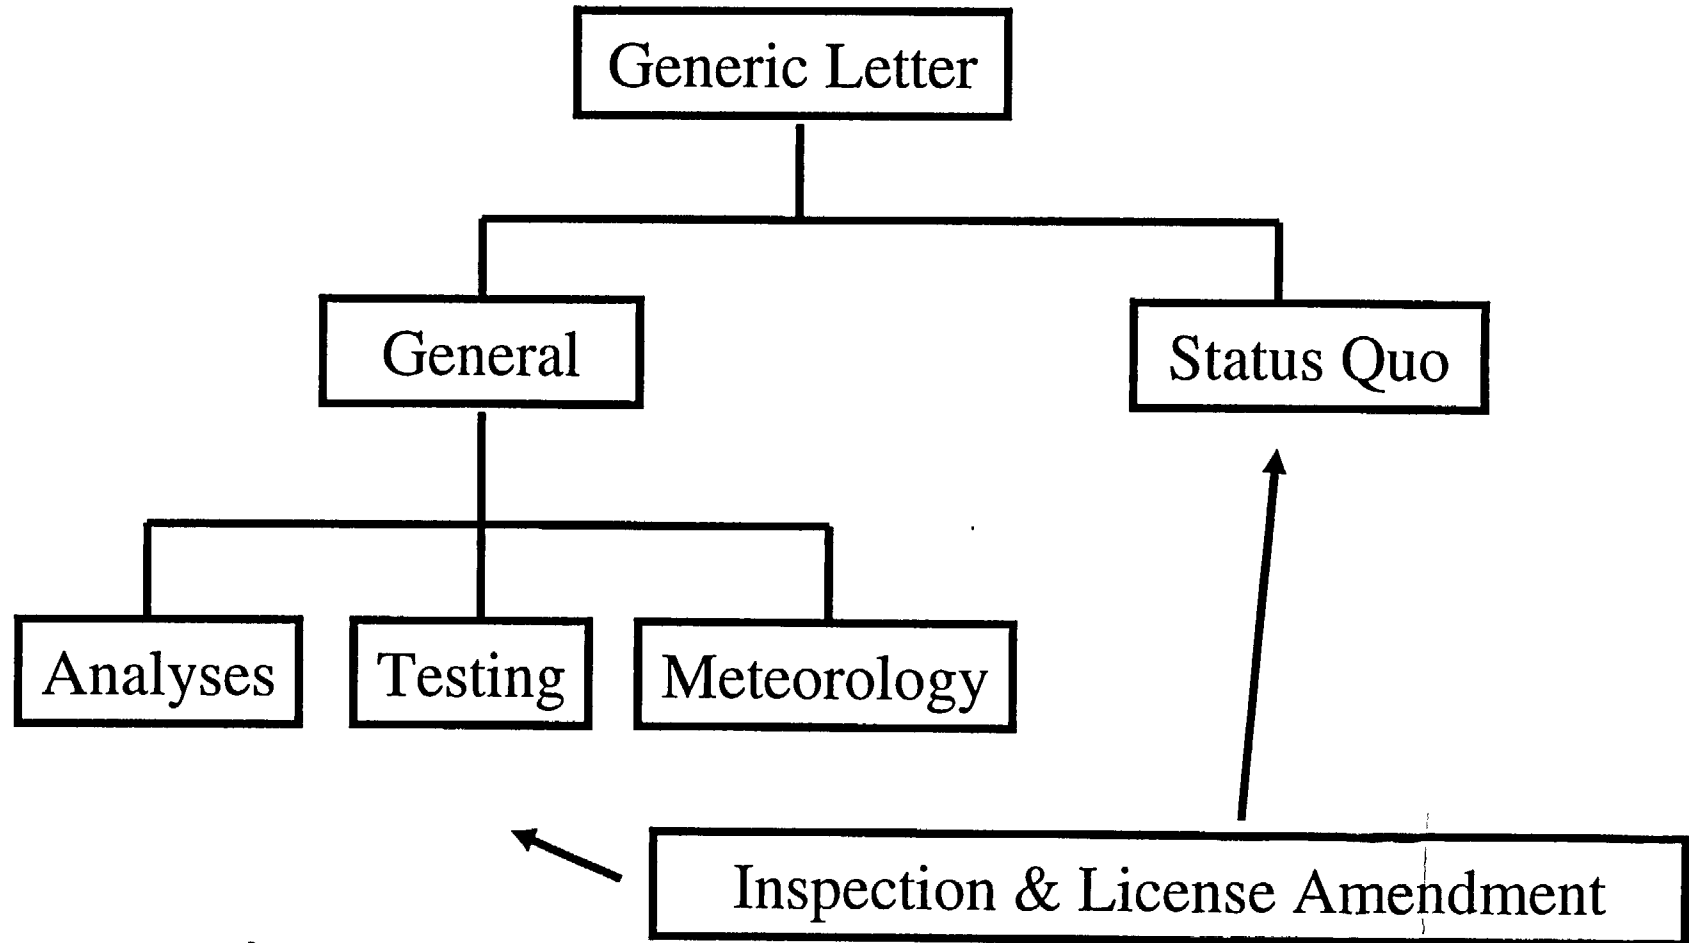 Generic Letter
General
Status Quo
Analyses
Testing
Meteorology
Inspection & License Amendment